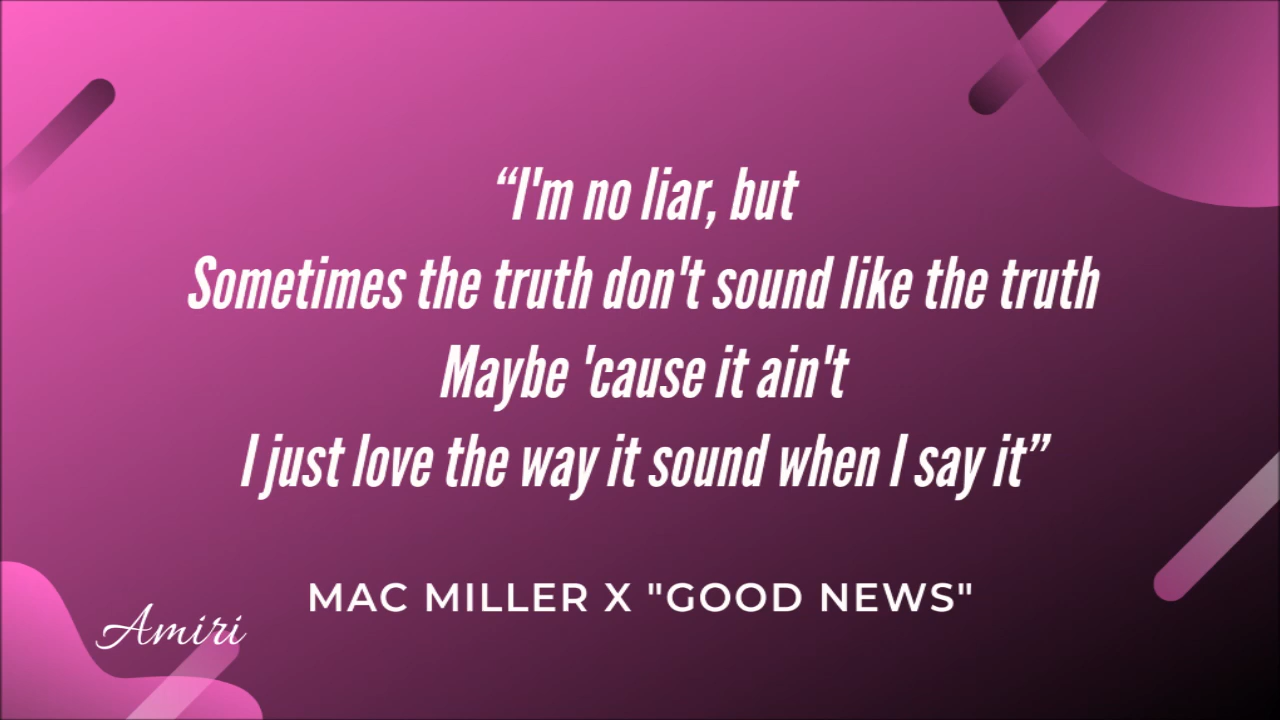 “I'm no liar, but
Sometimes the truth don't sound like the truth
Maybe 'cause it ain't
I just love the way it sound when I say it”
MAC MILLER X "GOOD NEWS"
Amiri